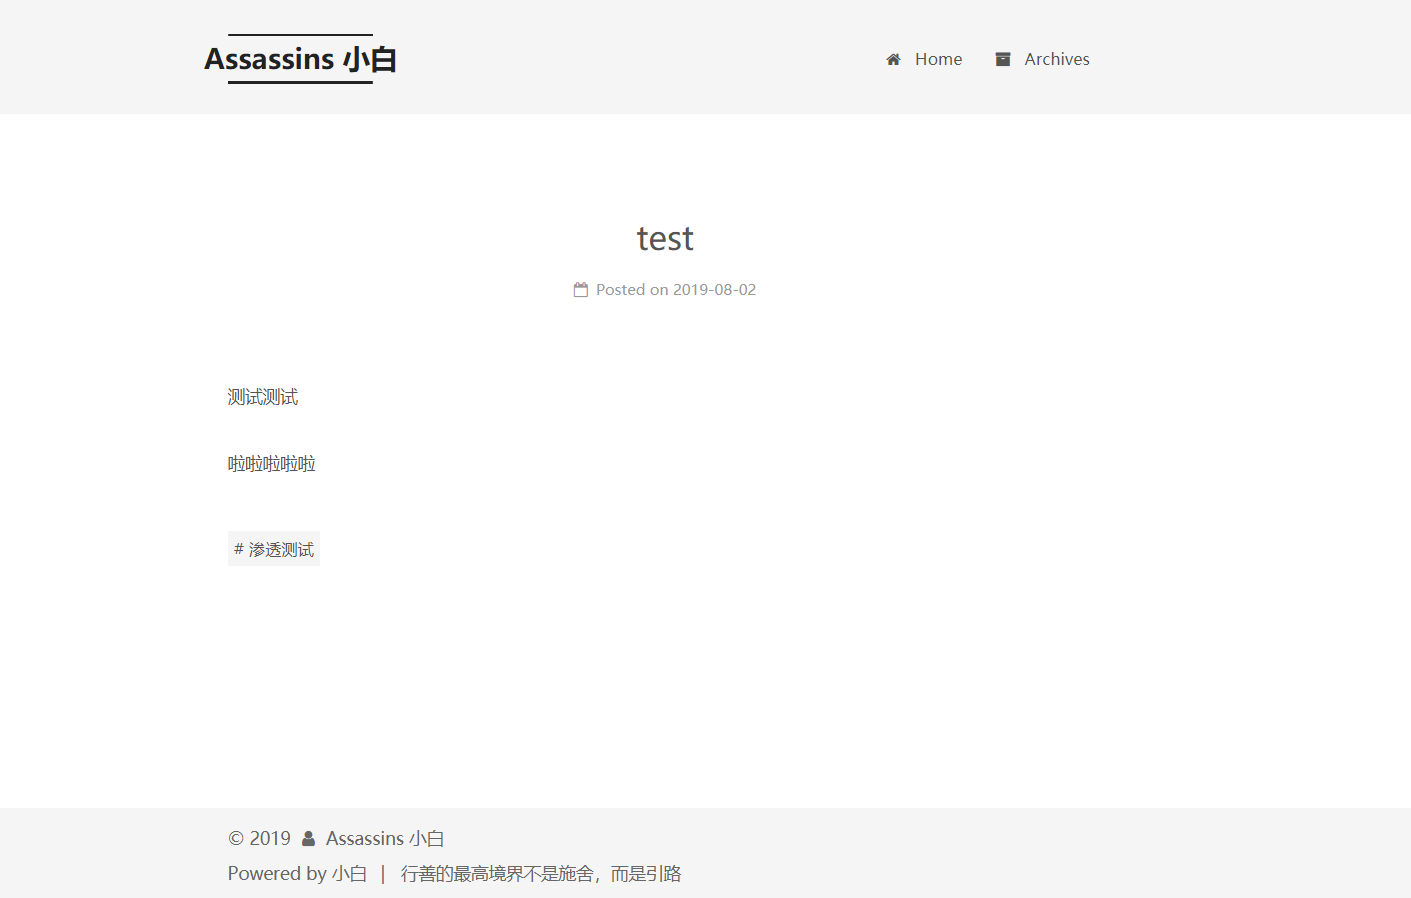 Assassins 小白
Home Archives
test
Posted on 2019-08-02
测试测试
啦啦啦啦啦
# 渗透测试
© 2019 Assassins 小白
Powered by 小白 | 行善的最高境界不是施舍，而是引路